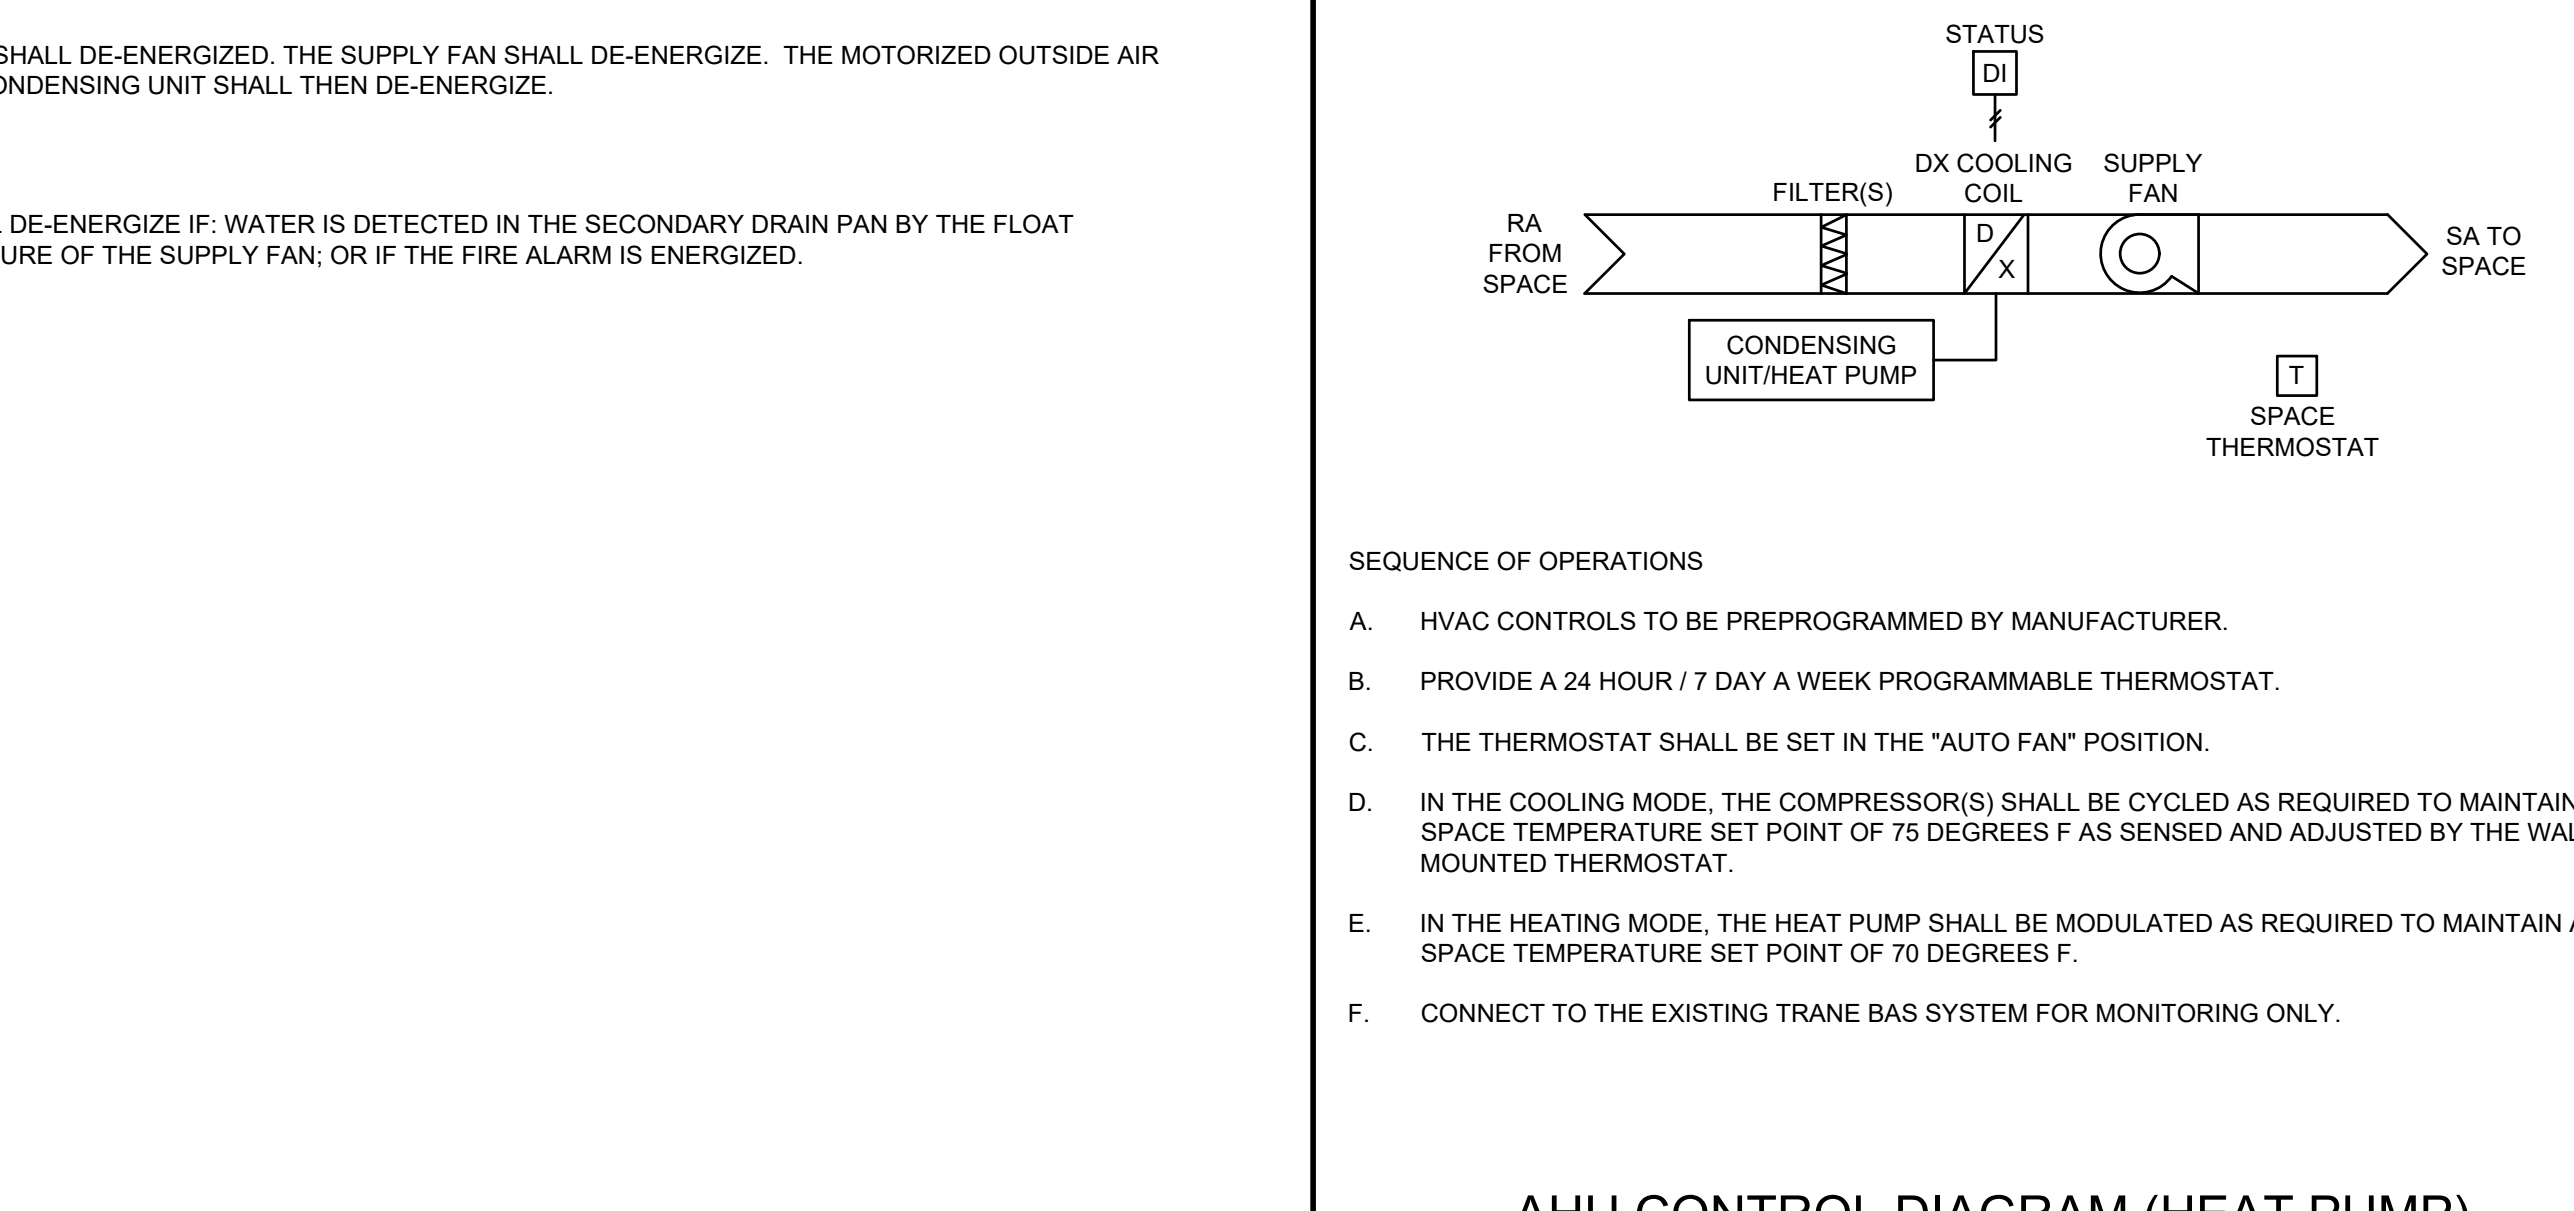 SHALL DE-ENERGIZED. THE SUPPLY FAN SHALL DE-ENERGIZE. THE MOTORIZED OUTSIDE AIR
CONDENSING UNIT SHALL THEN DE-ENERGIZE.
DE-ENERGIZE IF: WATER IS DETECTED IN THE SECONDARY DRAIN PAN BY THE FLOAT
URE OF THE SUPPLY FAN; OR IF THE FIRE ALARM IS ENERGIZED.
STATUS
DI
DX COOLING
COIL
SUPPLY
FAN
FILTER(S)
RA
FROM
SPACE
D
X
SA TO
SPACE
CONDENSING
UNIT/HEAT PUMP
T
SPACE
THERMOSTAT
SEQUENCE OF OPERATIONS
A. HVAC CONTROLS TO BE PREPROGRAMMED BY MANUFACTURER.
B. PROVIDE A 24 HOUR / 7 DAY A WEEK PROGRAMMABLE THERMOSTAT.
C. THE THERMOSTAT SHALL BE SET IN THE "AUTO FAN" POSITION.
D. IN THE COOLING MODE, THE COMPRESSOR(S) SHALL BE CYCLED AS REQUIRED TO MAINTAIN
SPACE TEMPERATURE SET POINT OF 75 DEGREES F AS SENSED AND ADJUSTED BY THE WAL
MOUNTED THERMOSTAT.
E. IN THE HEATING MODE, THE HEAT PUMP SHALL BE MODULATED AS REQUIRED TO MAINTAIN A
SPACE TEMPERATURE SET POINT OF 70 DEGREES F.
F. CONNECT TO THE EXISTING TRANE BAS SYSTEM FOR MONITORING ONLY.
AHU CONTROL DIAGRAM (HEAT PUMP)